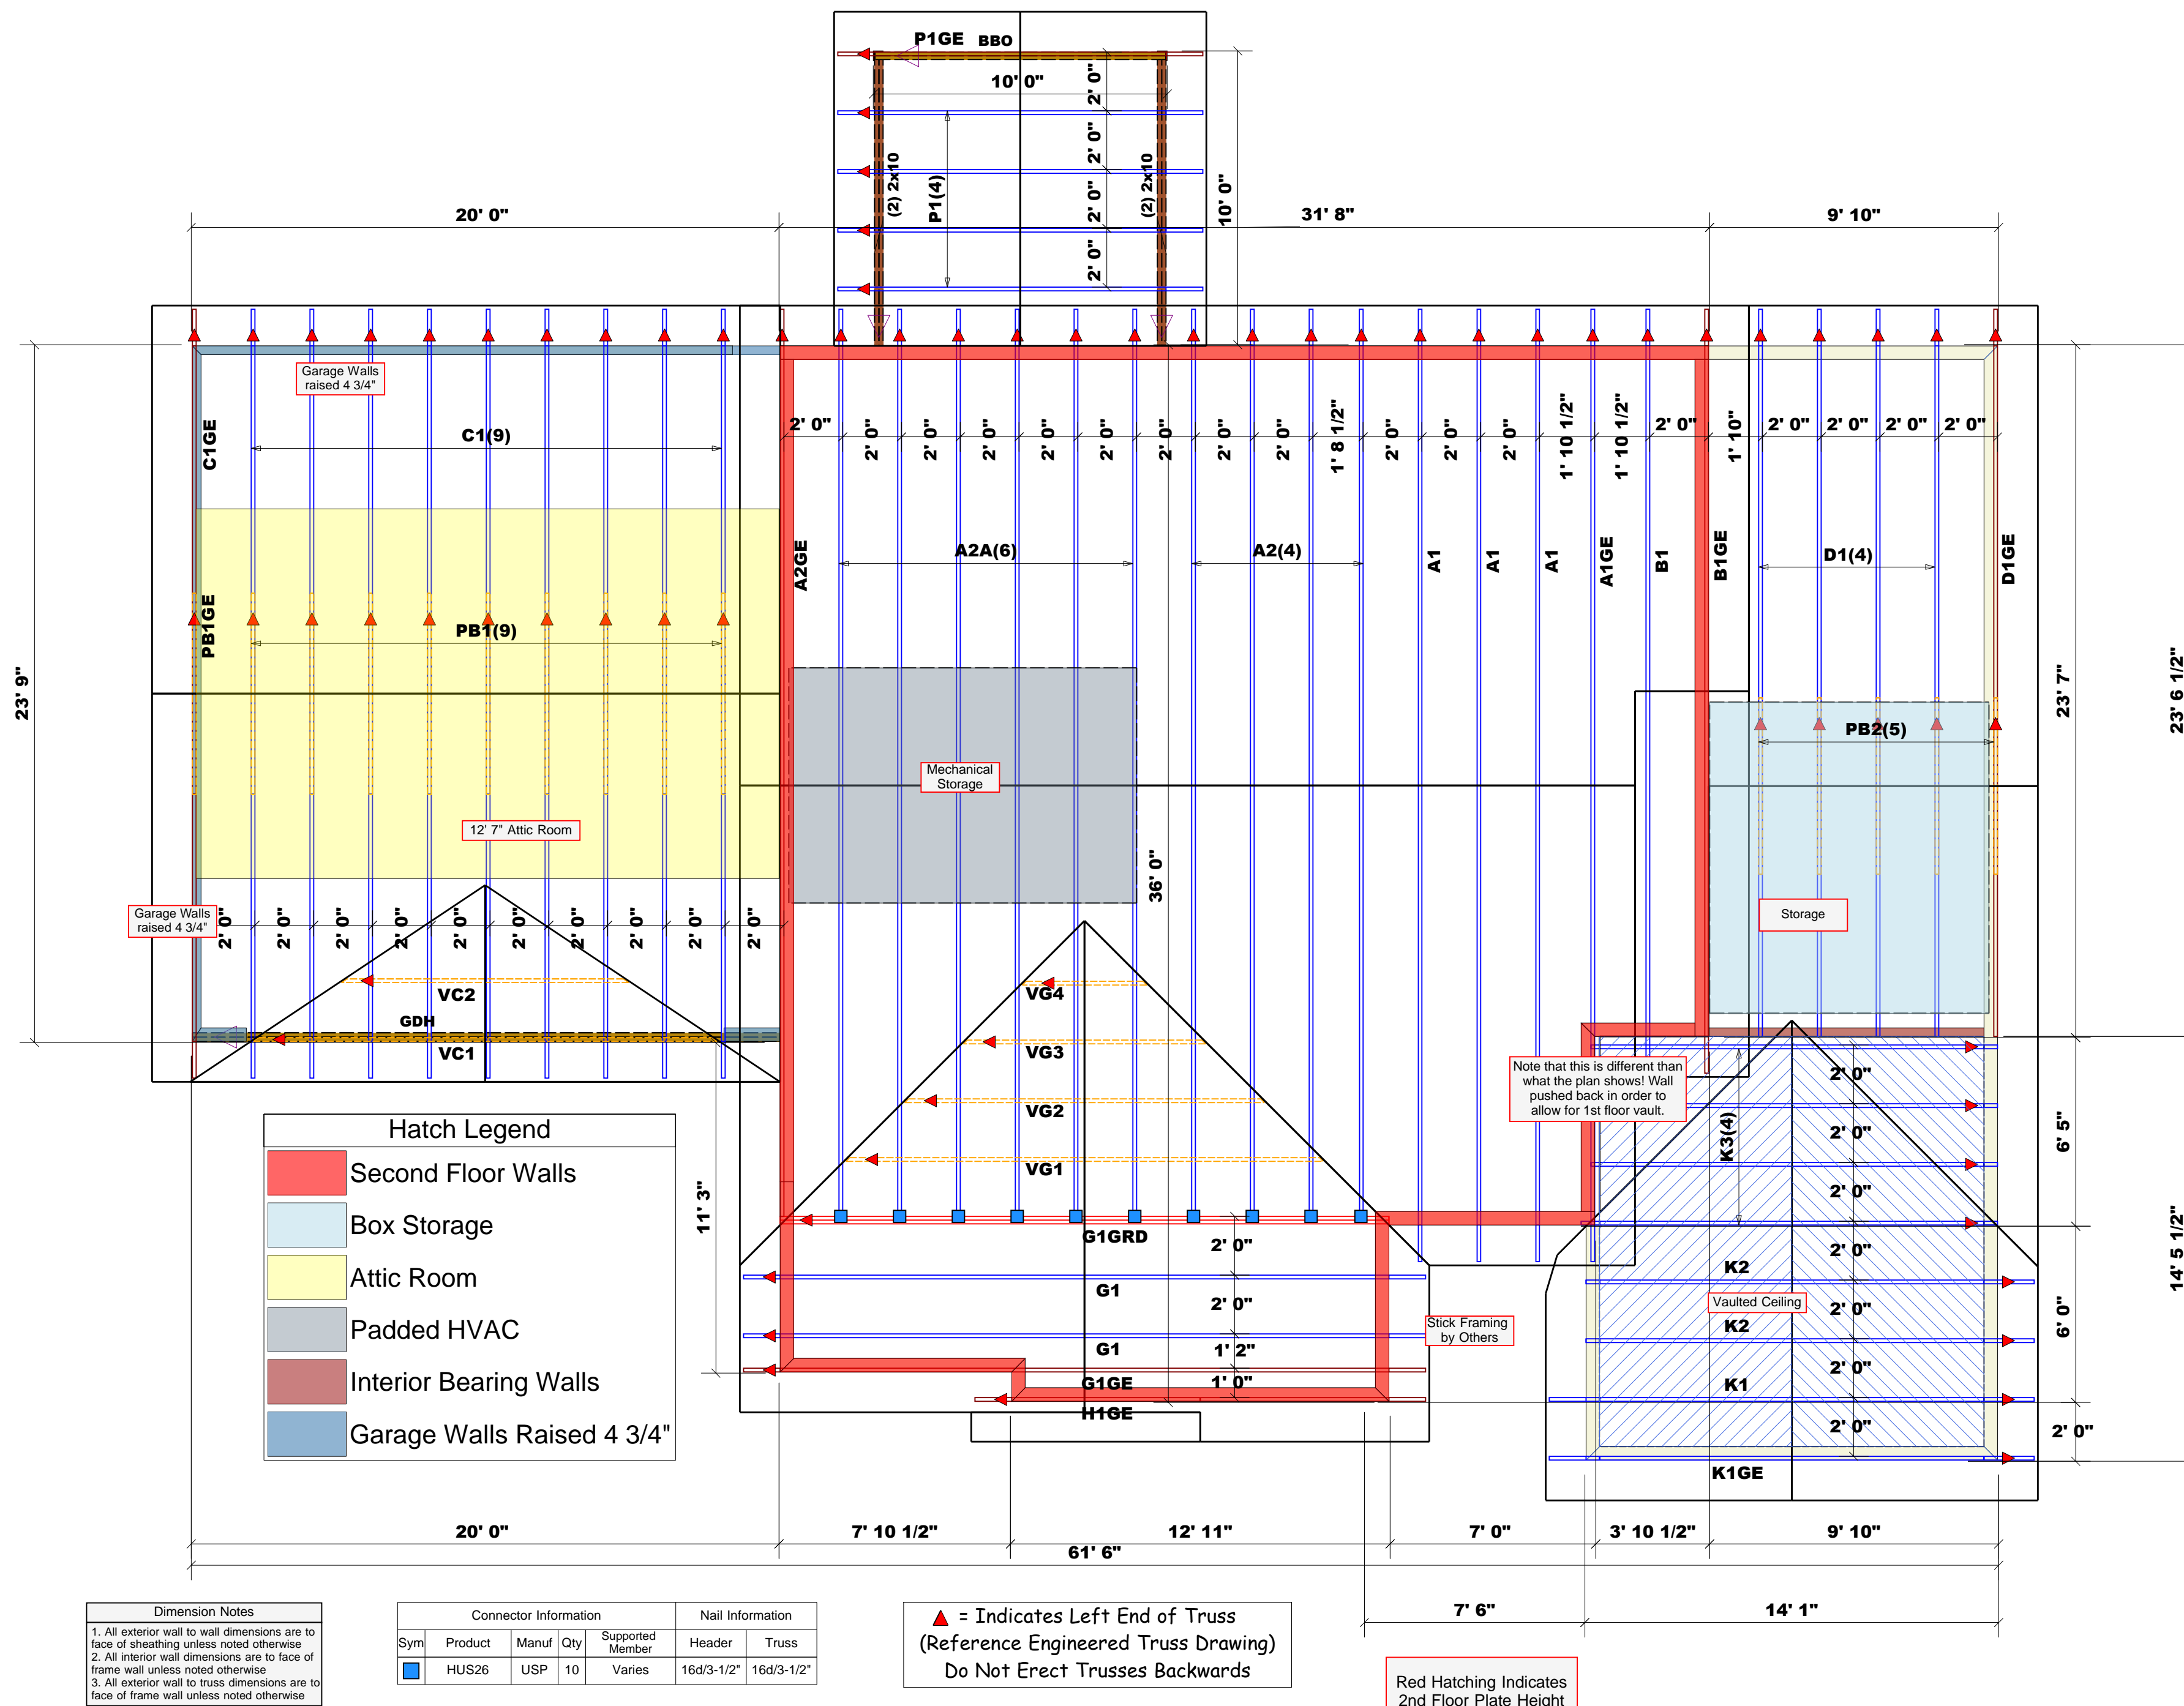 P1GE BBO
10' 0"
2' 0"
2' 0"
2' 0"
2' 0"
(2) 2x10
P1(4)
(2) 2x10
10' 0"
20' 0"
31' 8"
9' 10"
Garage Walls
raised 4 3/4"
C1GE
C1(9)
2' 0"
2' 0"
2' 0"
2' 0"
2' 0"
2' 0"
2' 0"
2' 0"
2' 0"
1' 8 1/2"
2' 0"
2' 0"
2' 0"
1' 10 1/2"
1' 10 1/2"
2' 0"
1' 10"
2' 0"
2' 0"
2' 0"
2' 0"
A2GE
A2A(6)
A2(4)
A1
A1
A1
A1GE
B1
B1GE
D1(4)
D1GE
PB1GE
PB1(9)
23' 9"
23' 7"
23' 6 1/2"
PB2(5)
Mechanical
Storage
12' 7" Attic Room
36' 0"
Storage
Garage Walls
raised 4 3/4"
2' 0"
2' 0"
2' 0"
2' 0"
2' 0"
2' 0"
2' 0"
2' 0"
2' 0"
2' 0"
VC2
GDH
VC1
VG4
VG3
VG2
VG1
Note that this is different than
what the plan shows! Wall
pushed back in order to
allow for 1st floor vault.
K3(4)
2' 0"
2' 0"
2' 0"
2' 0"
2' 0"
2' 0"
2' 0"
6' 5"
14' 5 1/2"
6' 0"
2' 0"
Hatch Legend
Second Floor Walls
Box Storage
Attic Room
Padded HVAC
Interior Bearing Walls
Garage Walls Raised 4 3/4"
11' 3"
G1GRD
2' 0"
G1
2' 0"
G1
1' 2"
G1GE
1' 0"
H1GE
Stick Framing
by Others
K2
Vaulted Ceiling
K2
K1
K1GE
20' 0"
7' 10 1/2"
12' 11"
7' 0"
3' 10 1/2"
9' 10"
61' 6"
7' 6"
14' 1"
Dimension Notes
1. All exterior wall to wall dimensions are to
face of sheathing unless noted otherwise
2. All interior wall dimensions are to face of
frame wall unless noted otherwise
3. All exterior wall to truss dimensions are to
face of frame wall unless noted otherwise
Connector Information Nail Information
Sym Product Manuf Qty Supported Member Header Truss
HUS26 USP 10 Varies 16d/3-1/2" 16d/3-1/2"
= Indicates Left End of Truss
(Reference Engineered Truss Drawing)
Do Not Erect Trusses Backwards
Red Hatching Indicates
2nd Floor Plate Height